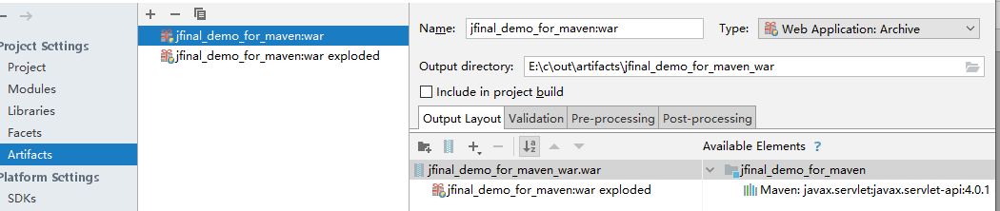 Project Settings
Project
Modules
Libraries
Facets
Artifacts
Platform Settings
SDKs
jfinal_demo_for_maven:war
jfinal_demo_for_maven:war exploded
Name: jfinal_demo_for_maven:war Type: Web Application: Archive
Output directory: E:\c\out\artifacts\jfinal_demo_for_maven_war
Include in project build
Output Layout Validation Pre-processing Post-processing
Available Elements ?
jfinal_demo_for_maven_war.war
jfinal_demo_for_maven:war exploded
jfinal_demo_for_maven
Maven: javax.servlet:javax.servlet-api:4.0.1